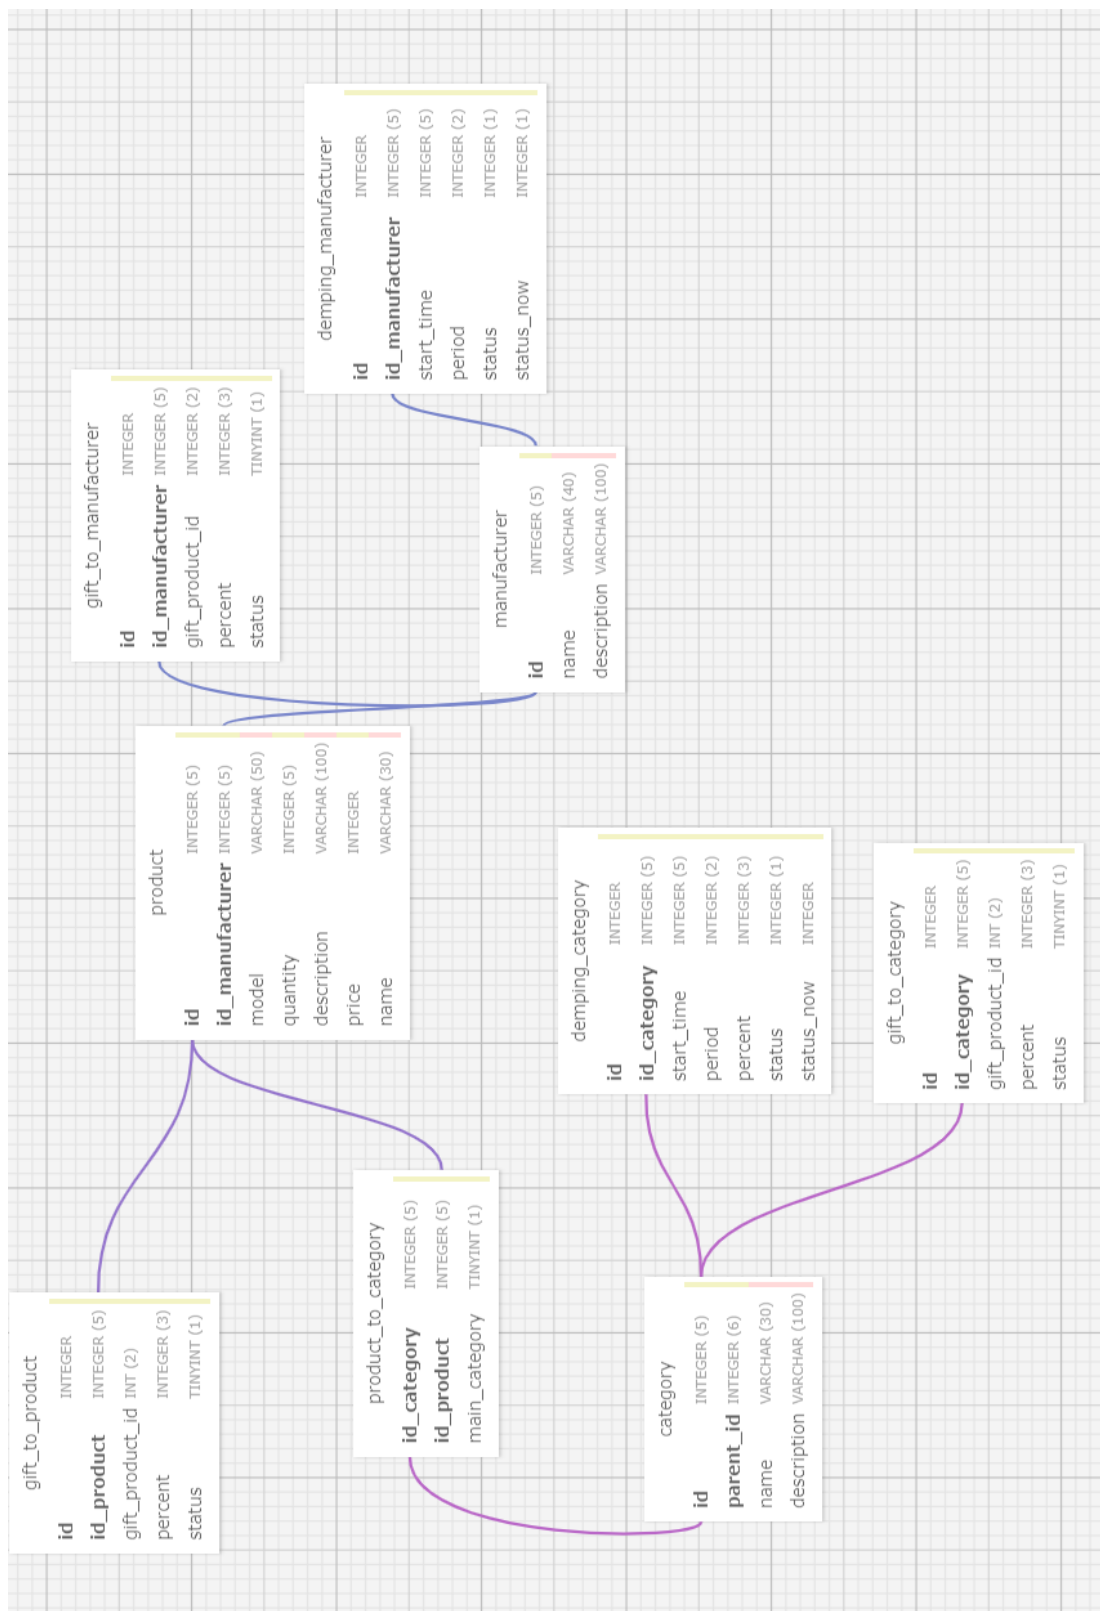 gift_to_product
id INTEGER
id_product INTEGER (5)
gift_product_id INT (2)
percent INTEGER (3)
status TINYINT (1)
product
id INTEGER (5)
id_manufacturer INTEGER (5)
model VARCHAR (50)
quantity INTEGER (5)
description VARCHAR (100)
price INTEGER
name VARCHAR (30)
gift_to_manufacturer
id INTEGER
id_manufacturer INTEGER (5)
gift_product_id INTEGER (2)
percent INTEGER (3)
status TINYINT (1)
demping_manufacturer
id INTEGER
id_manufacturer INTEGER (5)
start_time INTEGER (5)
period INTEGER (2)
status INTEGER (1)
status_now INTEGER (1)
product_to_category
id_category INTEGER (5)
id_product INTEGER (5)
main_category TINYINT (1)
manufacturer
id INTEGER (5)
name VARCHAR (40)
description VARCHAR (100)
demping_category
id INTEGER
id_category INTEGER (5)
start_time INTEGER (5)
period INTEGER (2)
percent INTEGER (3)
status INTEGER (1)
status_now INTEGER
category
id INTEGER (5)
parent_id INTEGER (6)
name VARCHAR (30)
description VARCHAR (100)
gift_to_category
id INTEGER
id_category INTEGER (5)
gift_product_id INT (2)
percent INTEGER (3)
status TINYINT (1)